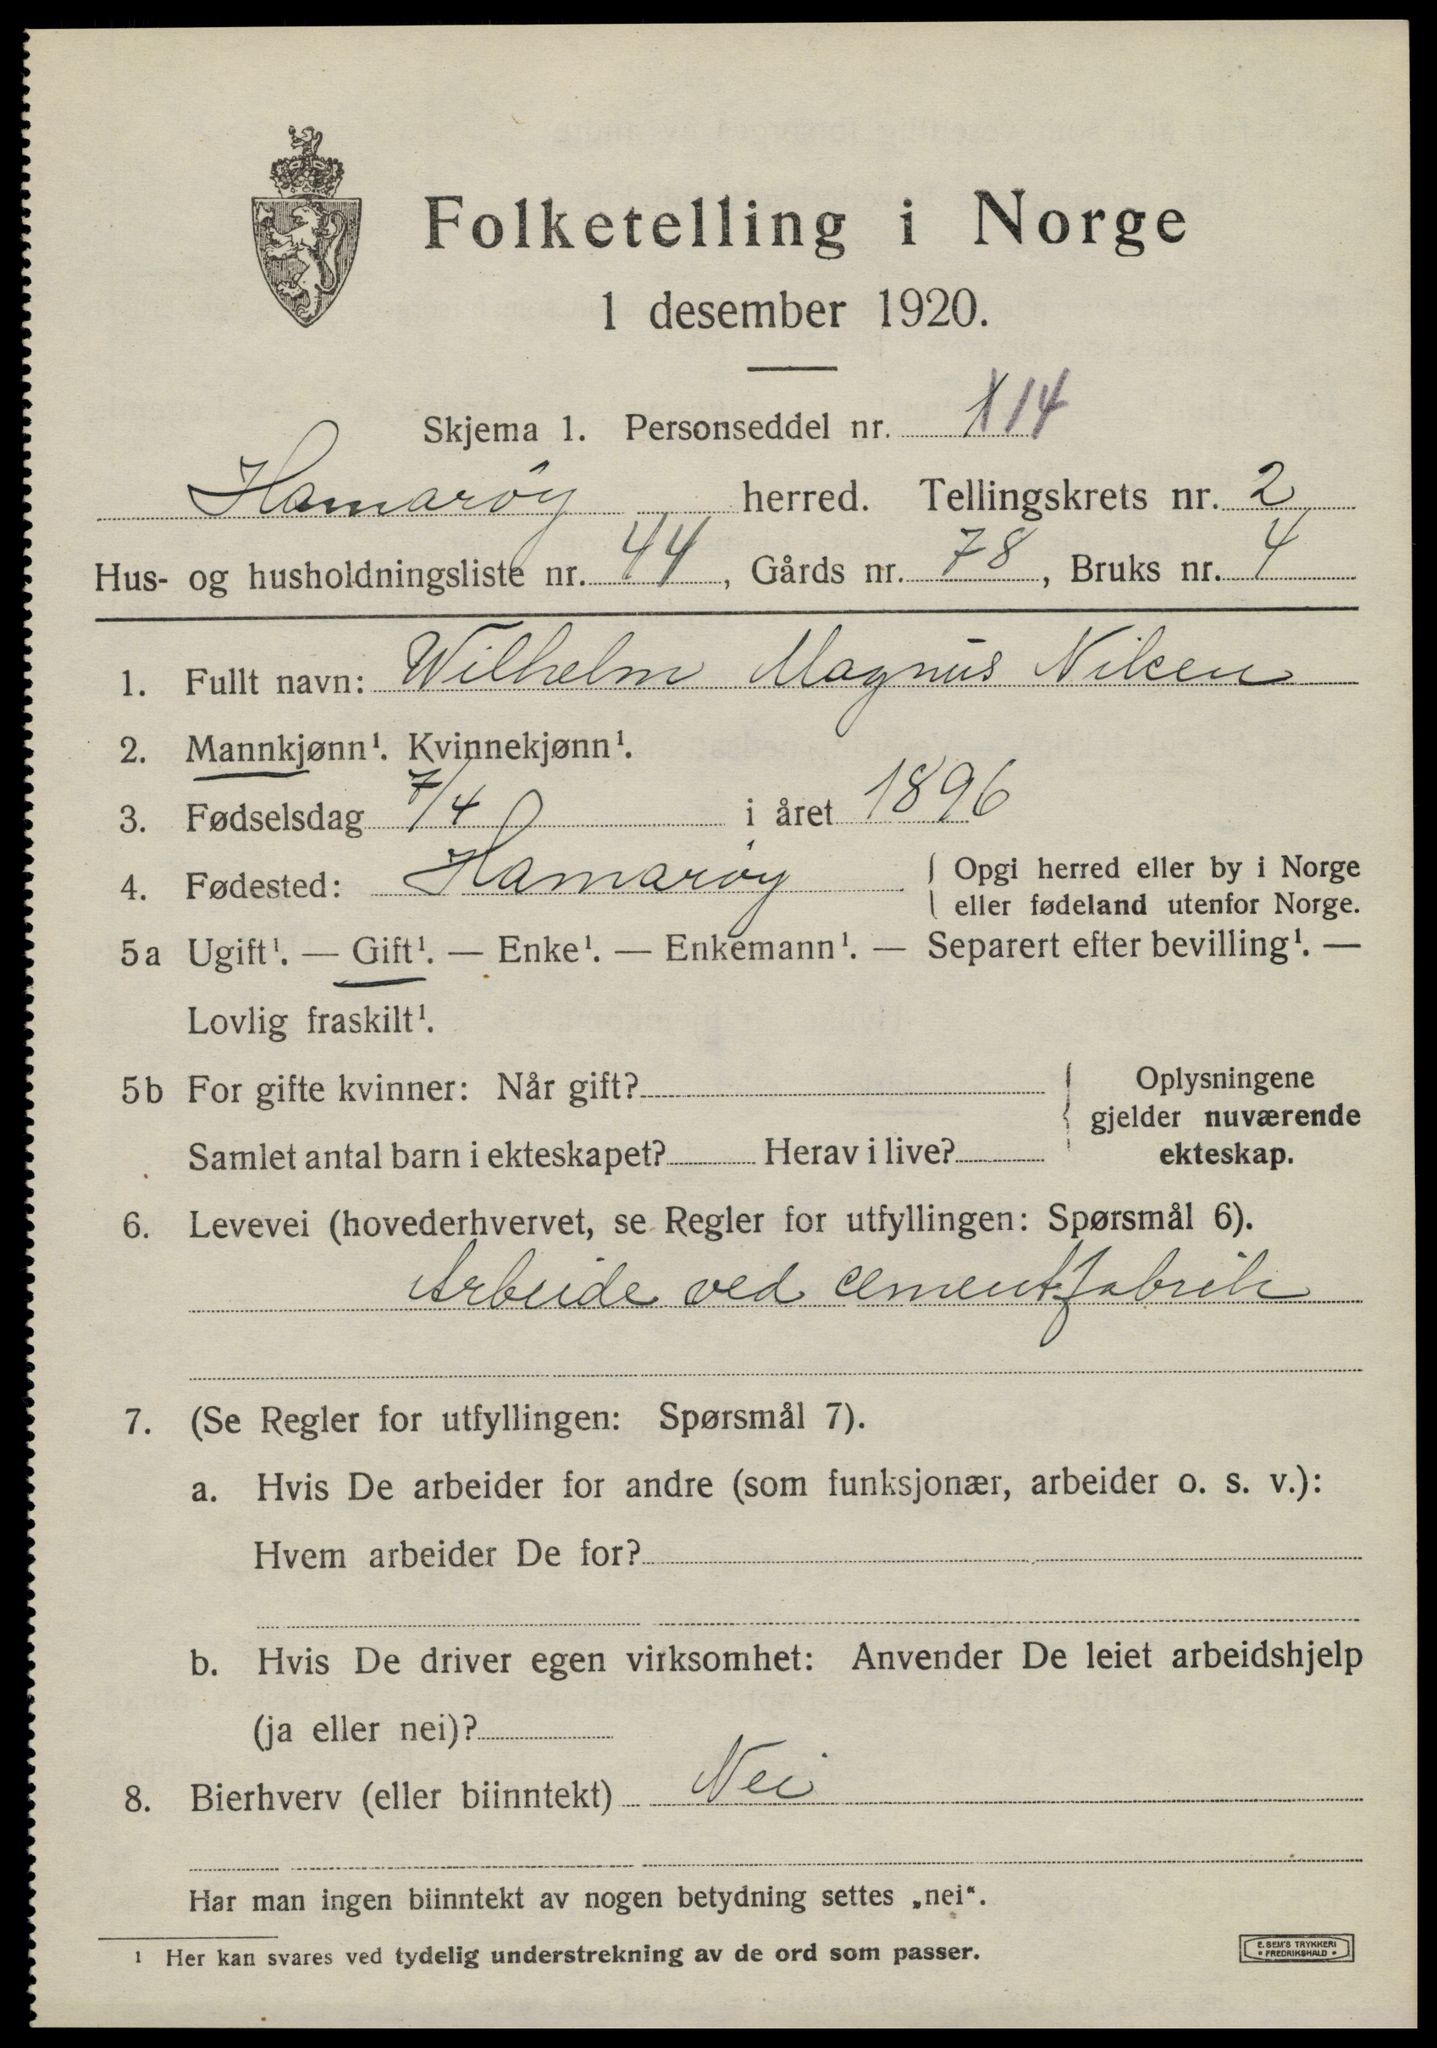 Folketelling i Norge
1 desember 1920.
Skjema 1. Personseddel nr. 1 14
Hamarøy herred. Tellingskrets nr. 2
Hus- og husholdningsliste nr. 44, Gårds nr. 78, Bruks nr. 4
1. Fullt navn: Wilhelm Magnus Nilsen
2. Mannkjønn¹. Kvinnekjønn¹.
3. Fødselsdag 7/4 i året 1896
4. Fødested: Hamarøy { Opgi herred eller by i Norge
eller fødeland utenfor Norge.
5a Ugift¹. — Gift¹. — Enke¹. — Enkemann¹. — Separert efter bevilling¹. —
Lovlig fraskilt¹.
5b For gifte kvinner: Når gift? { Oplysningene
gjelder nuværende
Samlet antal barn i ekteskapet? Herav i live? ekteskap.
6. Levevei (hovederhvervet, se Regler for utfyllingen: Spørsmål 6).
Arbeide ved cementfabrik
7. (Se Regler for utfyllingen: Spørsmål 7).
a. Hvis De arbeider for andre (som funksjonær, arbeider o. s. v.):
Hvem arbeider De for?
b. Hvis De driver egen virksomhet: Anvender De leiet arbeidshjelp
(ja eller nei)?
8. Bierhverv (eller biinntekt) Nei
Har man ingen biinntekt av nogen betydning settes „nei“.
¹ Her kan svares ved tydelig understrekning av de ord som passer.
E. SEM'S TRYKKERI
• FREDRIKSHALD •